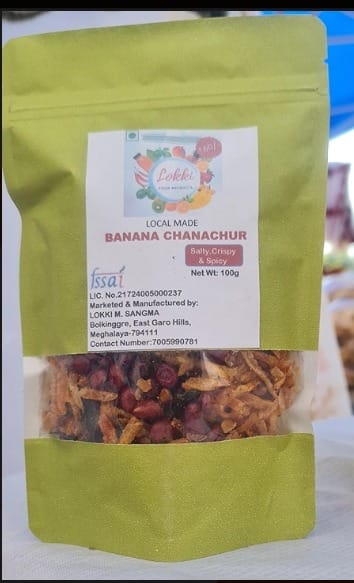 Lokki
FOOD PRODUCTS
LOCAL MADE
BANANA CHANACHUR
Salty,Crispy
& Spicy
Net Wt: 100g
fssai
LIC. No.21724005000237
Marketed & Manufactured by:
LOKKI M. SANGMA
Bolkinggre, East Garo Hills,
Meghalaya-794111
Contact Number:7005990781